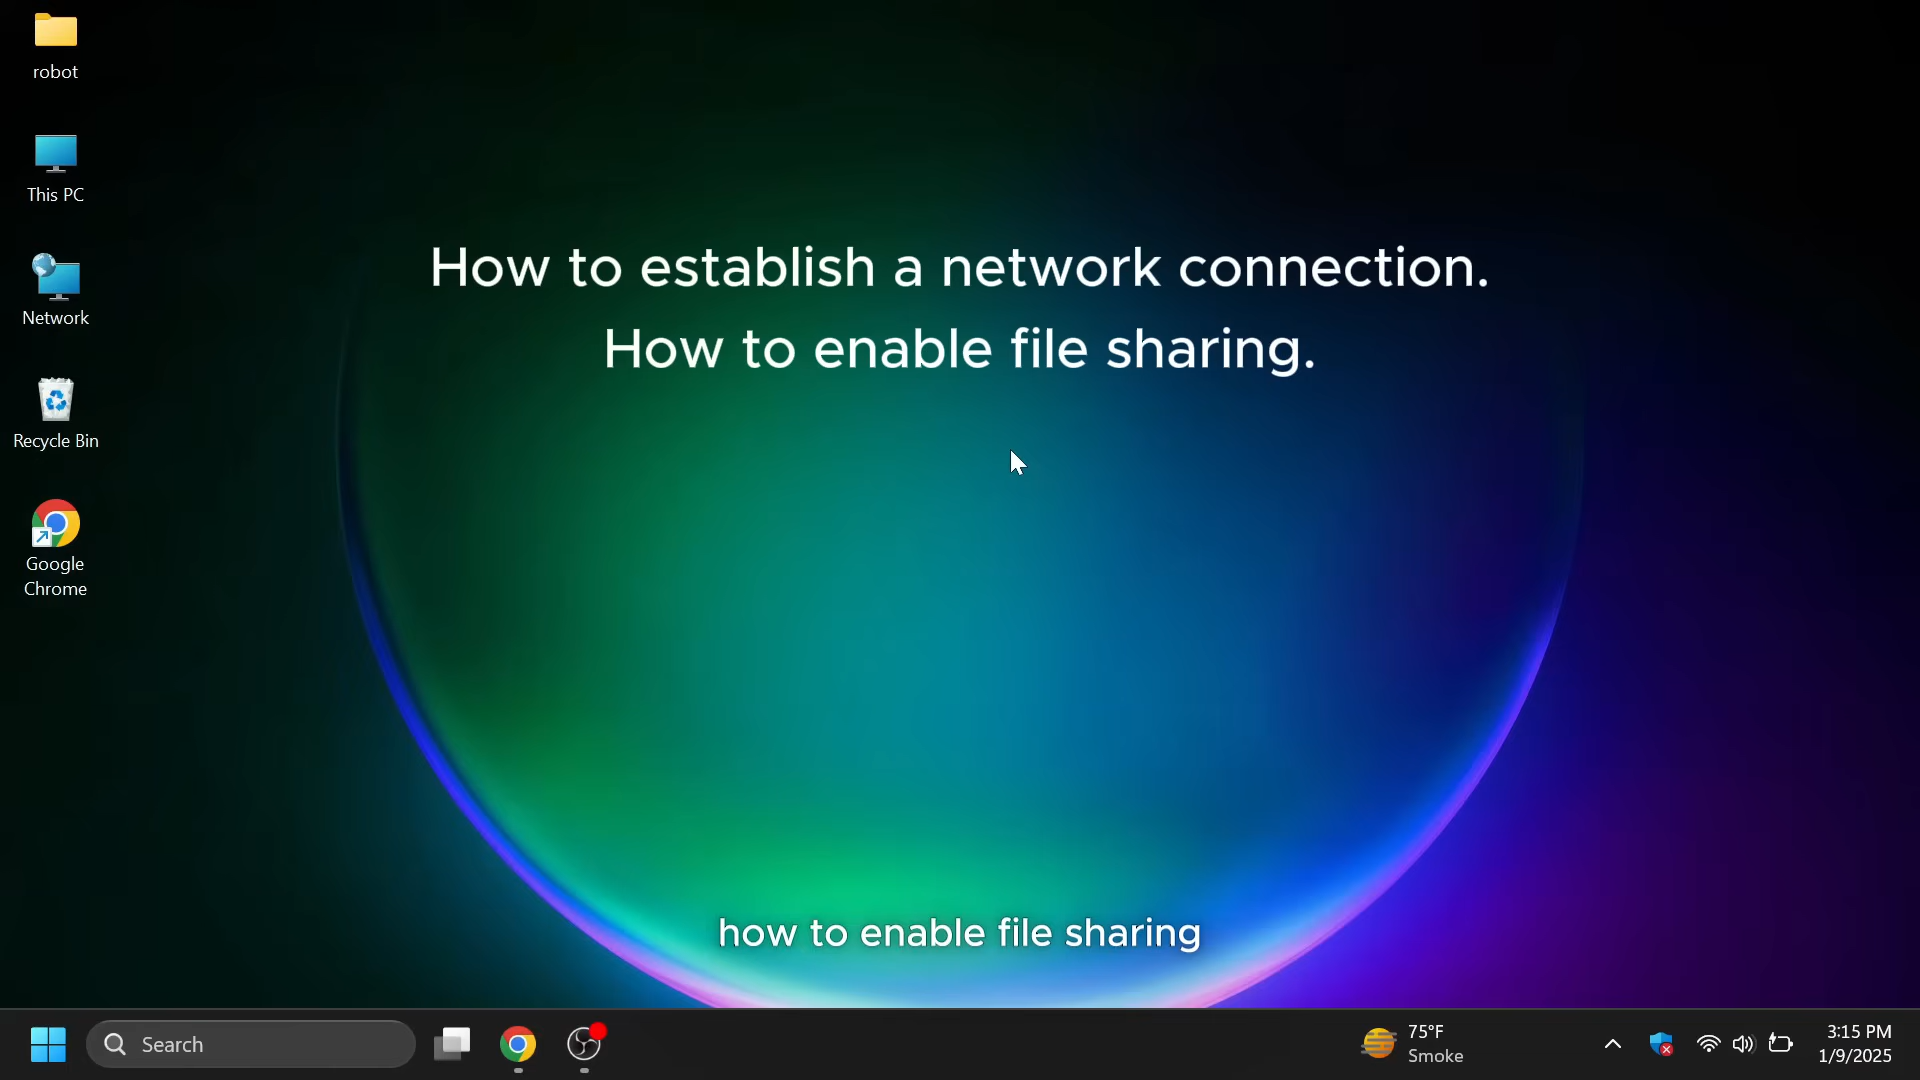 robot
This PC
Network
Recycle Bin
Google
Chrome
How to establish a network connection.
How to enable file sharing.
how to enable file sharing
Search
75°F
Smoke
3:15 PM
1/9/2025